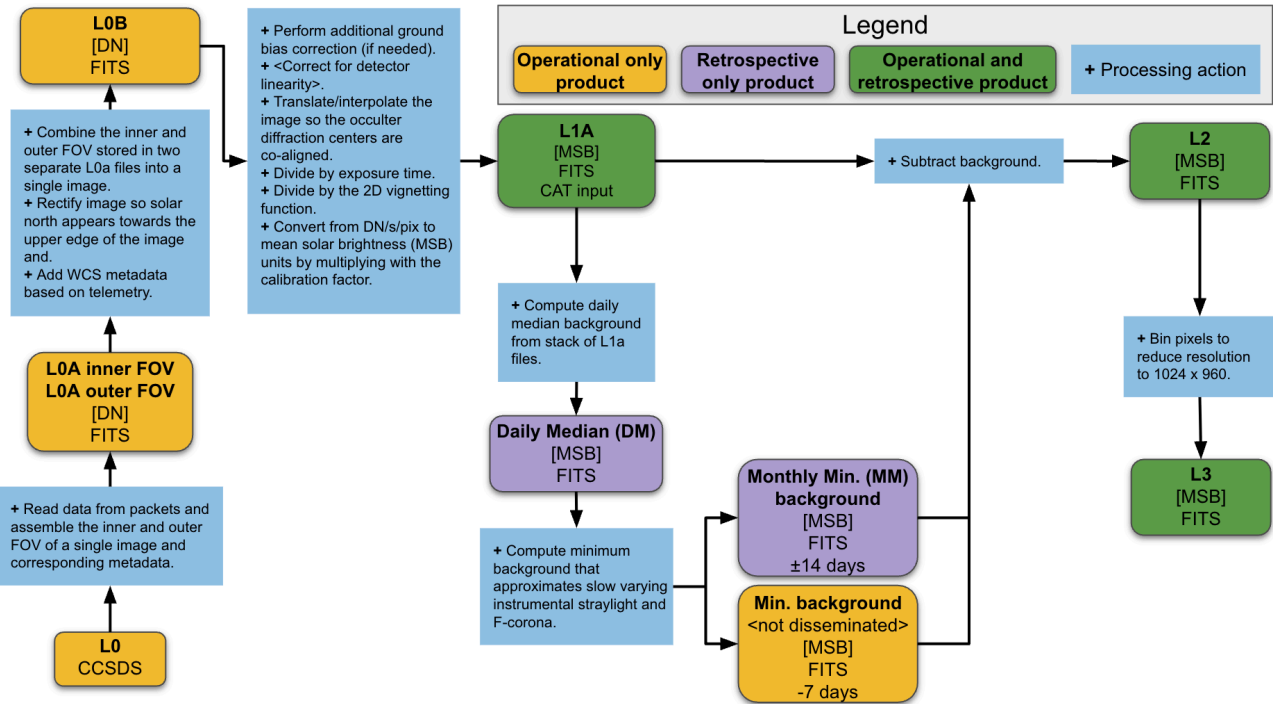 L0B
[DN]
FITS
+ Combine the inner and
outer FOV stored in two
separate L0a files into a
single image.
+ Rectify image so solar
north appears towards the
upper edge of the image
and.
+ Add WCS metadata
based on telemetry.
L0A inner FOV
L0A outer FOV
[DN]
FITS
+ Read data from packets and
assemble the inner and outer
FOV of a single image and
corresponding metadata.
L0
CCSDS
+ Perform additional ground
bias correction (if needed).
+ <Correct for detector
linearity>.
+ Translate/interpolate the
image so the occulter
diffraction centers are
co-aligned.
+ Divide by exposure time.
+ Divide by the 2D vignetting
function.
+ Convert from DN/s/pix to
mean solar brightness (MSB)
units by multiplying with the
calibration factor.
Legend
Operational only
product
Retrospective
only product
Operational and
retrospective product
+ Processing action
L1A
[MSB]
FITS
CAT input
+ Compute daily
median background
from stack of L1a
files.
Daily Median (DM)
[MSB]
FITS
+ Compute minimum
background that
approximates slow varying
instrumental straylight and
F-corona.
Monthly Min. (MM)
background
[MSB]
FITS
±14 days
Min. background
<not disseminated>
[MSB]
FITS
-7 days
+ Subtract background.
L2
[MSB]
FITS
+ Bin pixels to
reduce resolution
to 1024 x 960.
L3
[MSB]
FITS